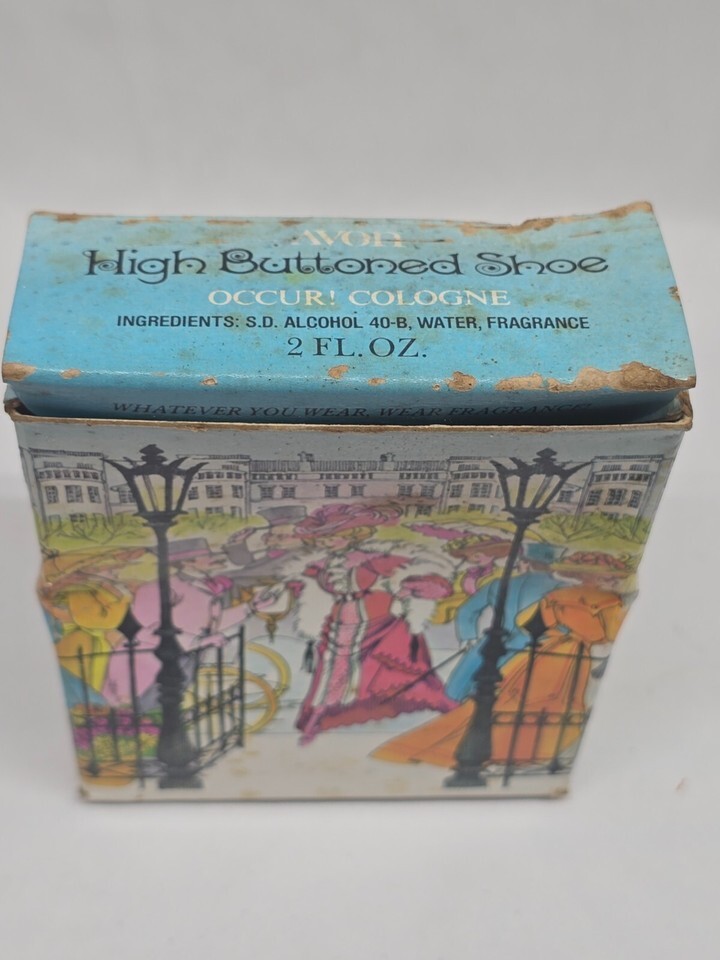 AVON
High Buttoned Shoe
OCCUR! COLOGNE
INGREDIENTS: S.D. ALCOHOL 40-B, WATER, FRAGRANCE
2 FL. OZ.
WHATEVER YOU WEAR, WEAR FRAGRANCE